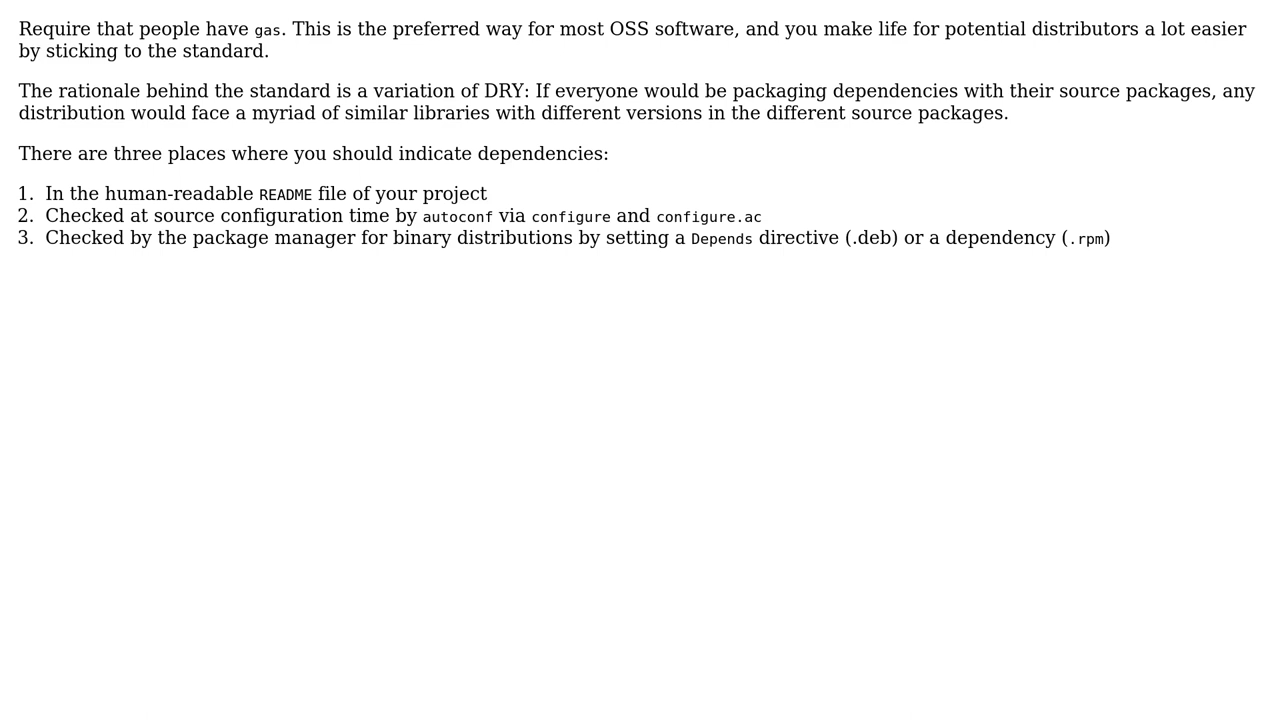 Require that people have gas. This is the preferred way for most OSS software, and you make life for potential distributors a lot easier
by sticking to the standard.
The rationale behind the standard is a variation of DRY: If everyone would be packaging dependencies with their source packages, any
distribution would face a myriad of similar libraries with different versions in the different source packages.
There are three places where you should indicate dependencies:
1. In the human-readable README file of your project
2. Checked at source configuration time by autoconf via configure and configure.ac
3. Checked by the package manager for binary distributions by setting a Depends directive (.deb) or a dependency (.rpm)